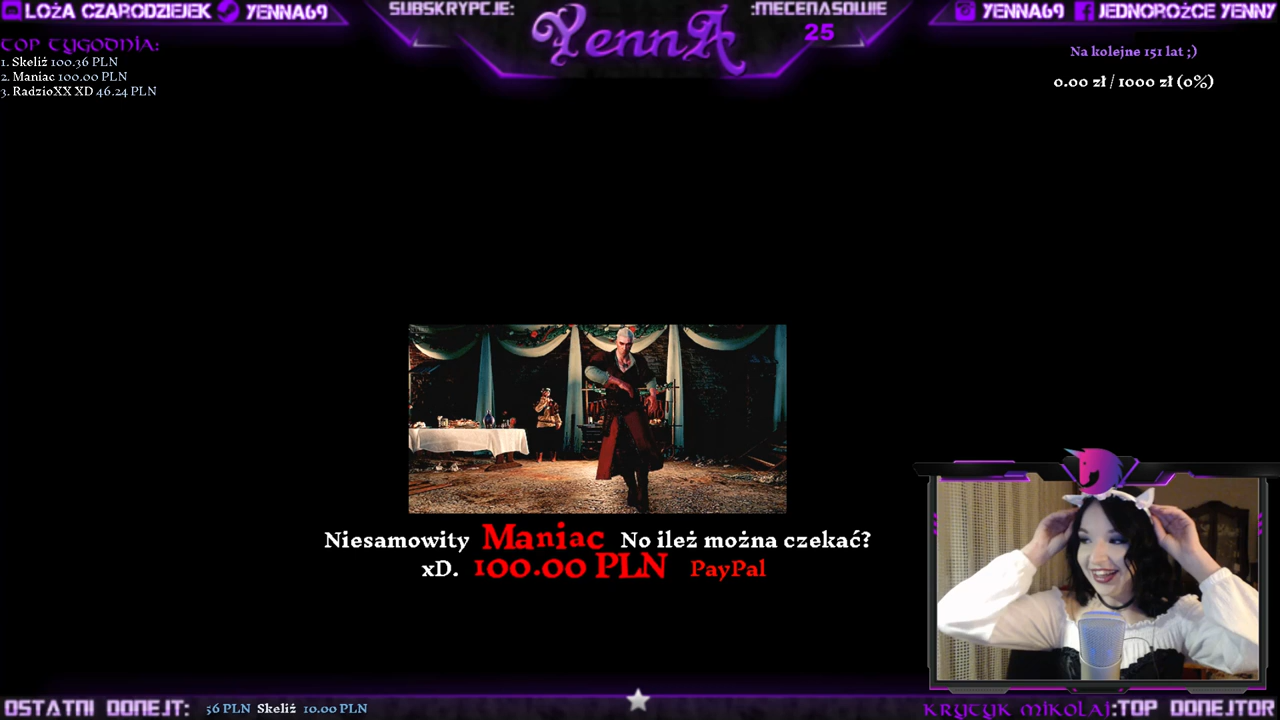 LOŻA CZARODZIEJEK YENNA69
SUBSKRYPCJE:
YennA
:MECENASOWIE
25
YENNA69 JEDNOROŻCE YENNY
TOP TYGODNIA:
1. Skeliż 100.36 PLN
2. Maniac 100.00 PLN
3. RadzioXX XD 46.24 PLN
Na kolejne 151 lat ;)
0.00 zł / 1000 zł (0%)
Niesamowity Maniac No ileż można czekać?
xD. 100.00 PLN PayPal
OSTATNI DONEJT: 36 PLN Skeliż 10.00 PLN
KRYTYK MIKOLAJ:TOP DONEJTOR